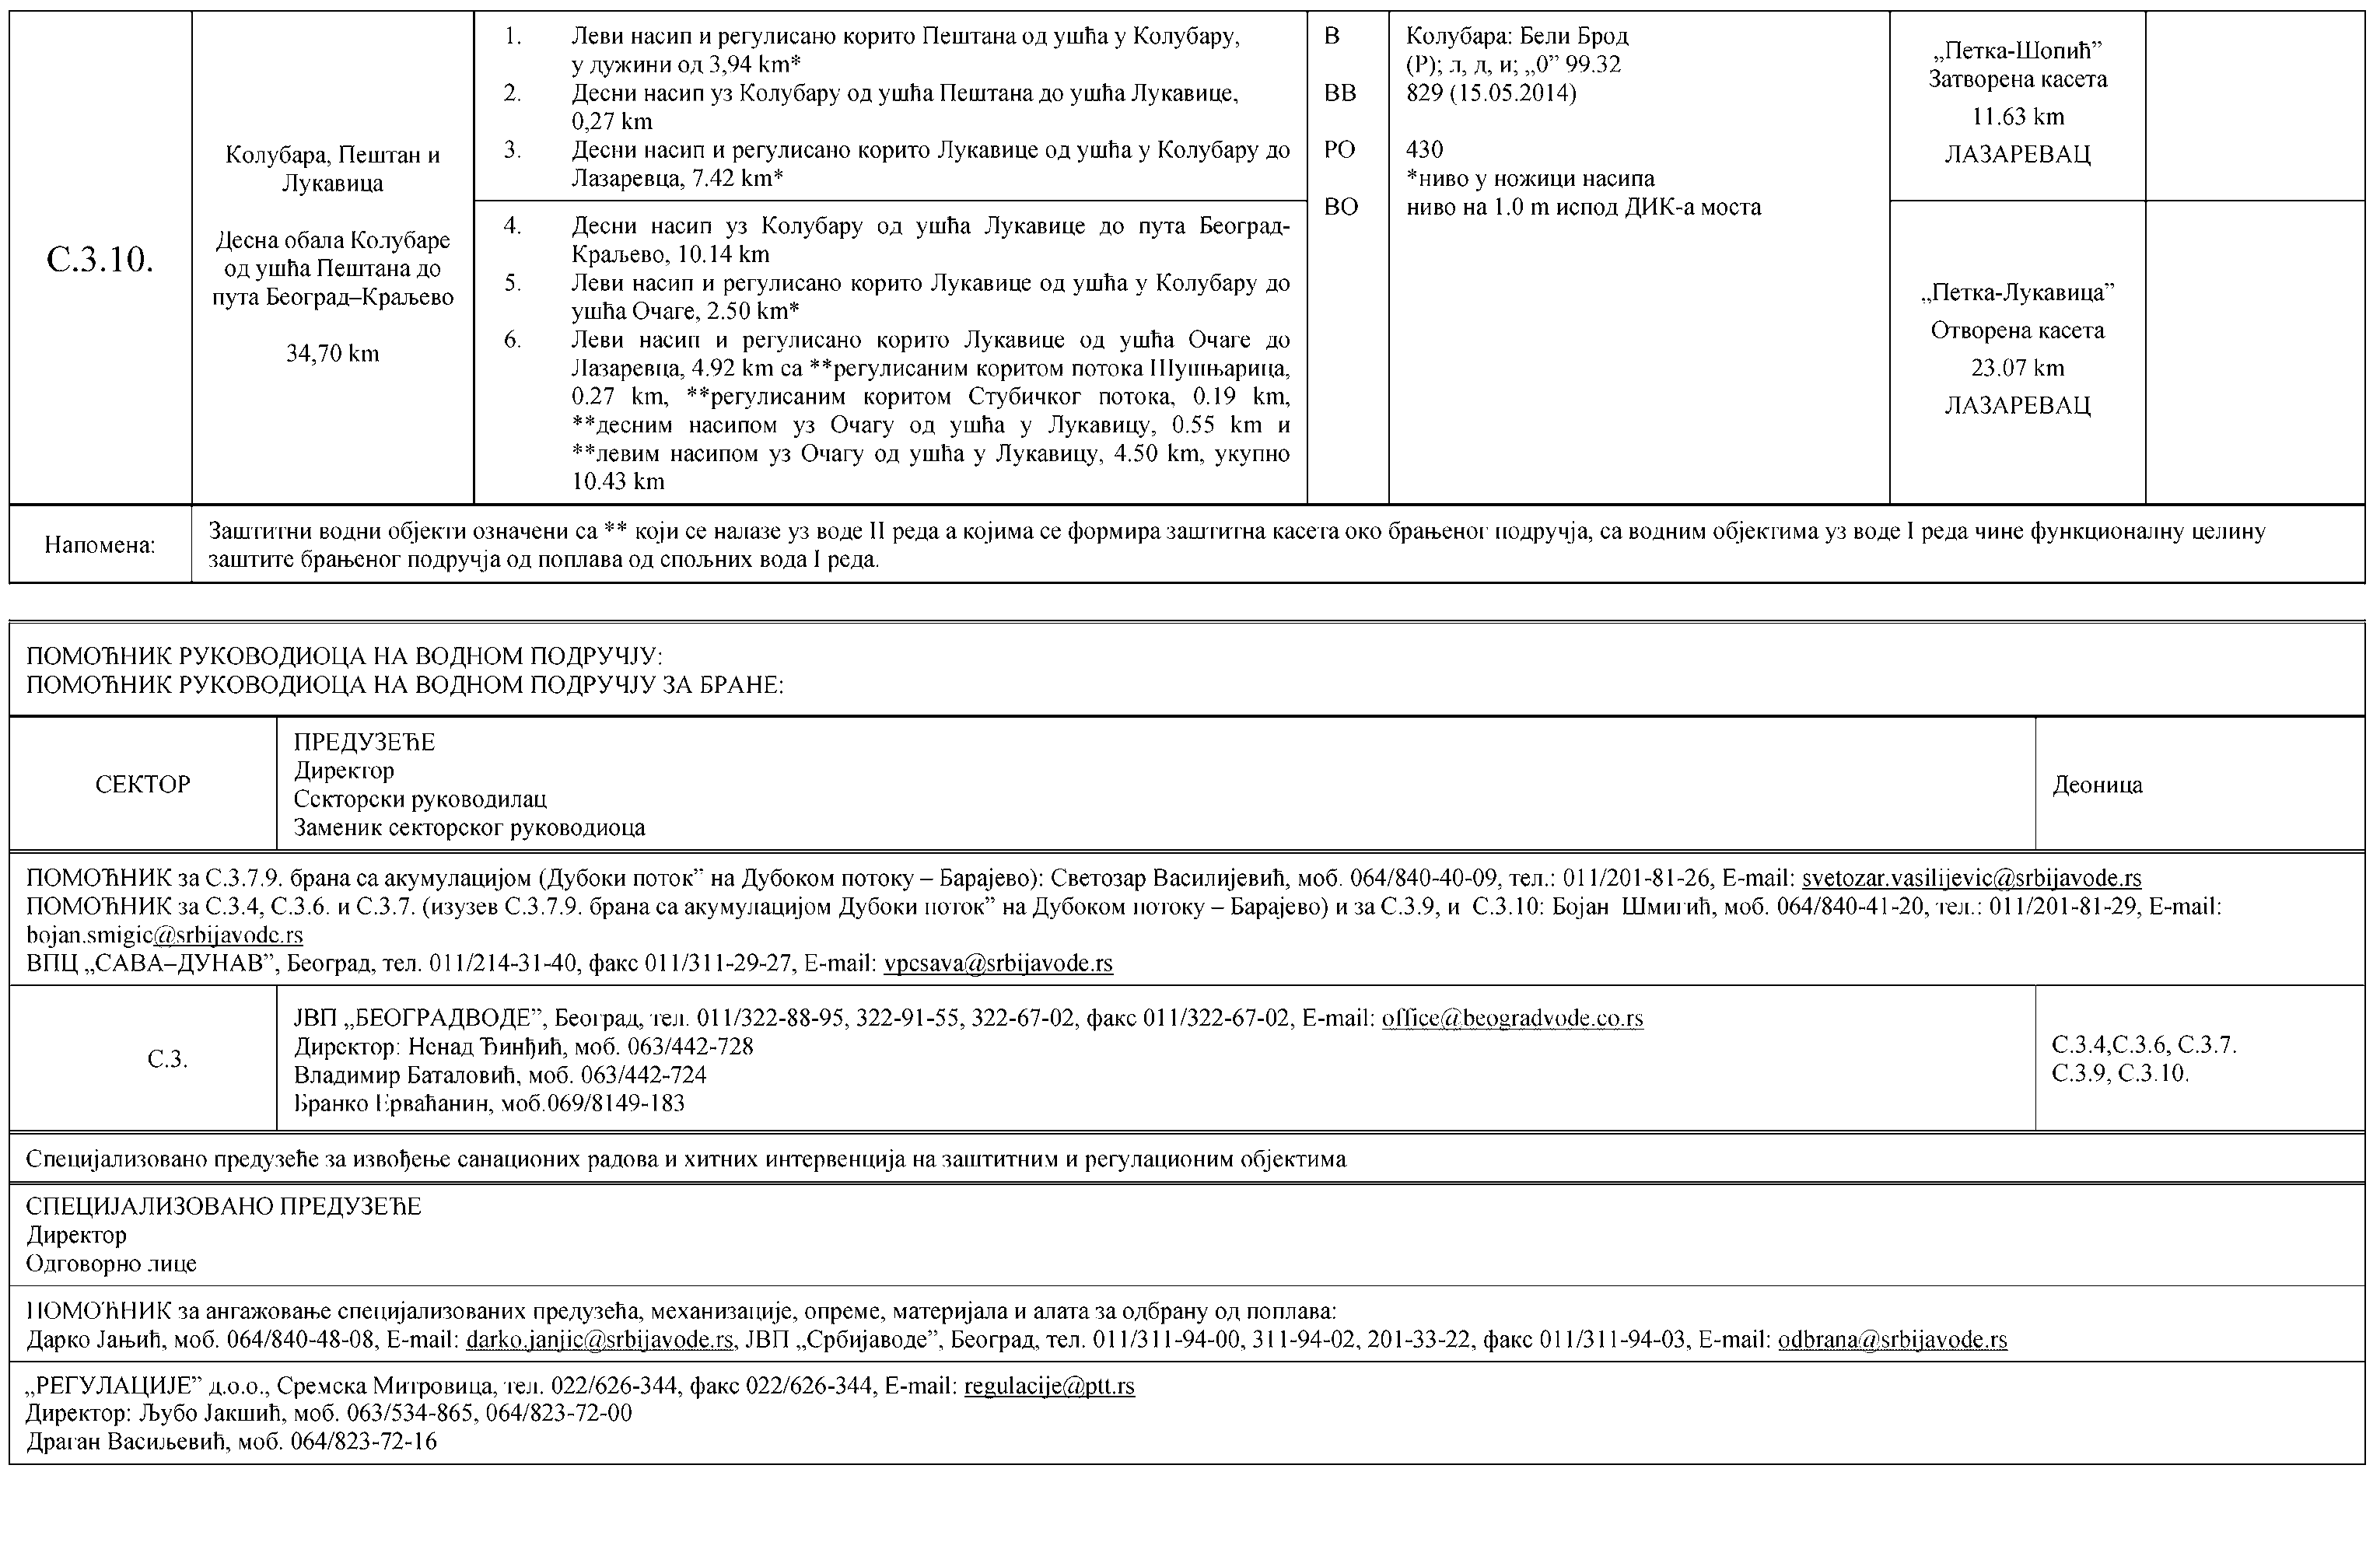 С.3.10.
Колубара, Пештан и
Лукавица
Десна обала Колубаре
од ушћа Пештана до
пута Београд–Краљево
34,70 km
1. Леви насип и регулисано корито Пештана од ушћа у Колубару,
у дужини од 3,94 km*
2. Десни насип уз Колубару од ушћа Пештана до ушћа Лукавице,
0,27 km
3. Десни насип и регулисано корито Лукавице од ушћа у Колубару до
Лазаревца, 7.42 km*
4. Десни насип уз Колубару од ушћа Лукавице до пута Београд-
Краљево, 10.14 km
5. Леви насип и регулисано корито Лукавице од ушћа у Колубару до
ушћа Очаге, 2.50 km*
6. Леви насип и регулисано корито Лукавице од ушћа Очаге до
Лазаревца, 4.92 km са **регулисаним коритом потока Шушњарица,
0.27 km, **регулисаним коритом Стубичког потока, 0.19 km,
**десним насипом уз Очагу од ушћа у Лукавицу, 0.55 km и
**левим насипом уз Очагу од ушћа у Лукавицу, 4.50 km, укупно
10.43 km
В Колубара: Бели Брод
(Р); л, д, и; „0” 99.32
ВВ 829 (15.05.2014)
РО 430
*ниво у ножици насипа
ВО ниво на 1.0 m испод ДИК-а моста
„Петка-Шопић”
Затворена касета
11.63 km
ЛАЗАРЕВАЦ
„Петка-Лукавица”
Отворена касета
23.07 km
ЛАЗАРЕВАЦ
Напомена:
Заштитни водни објекти означени са ** који се налазе уз воде II реда а којима се формира заштитна касета око брањеног подручја, са водним објектима уз воде I реда чине функционалну целину
заштите брањеног подручја од поплава од спољних вода I реда.
ПОМОЋНИК РУКОВОДИОЦА НА ВОДНОМ ПОДРУЧЈУ:
ПОМОЋНИК РУКОВОДИОЦА НА ВОДНОМ ПОДРУЧЈУ ЗА БРАНЕ:
СЕКТОР
ПРЕДУЗЕЋЕ
Директор
Секторски руководилац
Заменик секторског руководиоца
Деоница
ПОМОЋНИК за С.3.7.9. брана са акумулацијом (Дубоки поток” на Дубоком потоку – Барајево): Светозар Василијевић, моб. 064/840-40-09, тел.: 011/201-81-26, E-mail: svetozar.vasilijevic@srbijavode.rs
ПОМОЋНИК за С.3.4, С.3.6. и С.3.7. (изузев С.3.7.9. брана са акумулацијом Дубоки поток” на Дубоком потоку – Барајево) и за С.3.9, и С.3.10: Бојан Шмигић, моб. 064/840-41-20, тел.: 011/201-81-29, E-mail:
bojan.smigic@srbijavode.rs
ВПЦ „САВА–ДУНАВ”, Београд, тел. 011/214-31-40, факс 011/311-29-27, E-mail: vpcsava@srbijavode.rs
С.3.
ЈВП „БЕОГРАДВОДЕ”, Београд, тел. 011/322-88-95, 322-91-55, 322-67-02, факс 011/322-67-02, E-mail: office@beogradvode.co.rs
Директор: Ненад Ђинђић, моб. 063/442-728
Владимир Баталовић, моб. 063/442-724
Бранко Ерваћанин, моб.069/8149-183
С.3.4,С.3.6, С.3.7.
С.3.9, С.3.10.
Специјализовано предузеће за извођење санационих радова и хитних интервенција на заштитним и регулационим објектима
СПЕЦИЈАЛИЗОВАНО ПРЕДУЗЕЋЕ
Директор
Одговорно лице
ПОМОЋНИК за ангажовање специјализованих предузећа, механизације, опреме, материјала и алата за одбрану од поплава:
Дарко Јањић, моб. 064/840-48-08, E-mail: darko.janjic@srbijavode.rs, ЈВП „Србијаводе”, Београд, тел. 011/311-94-00, 311-94-02, 201-33-22, факс 011/311-94-03, E-mail: odbrana@srbijavode.rs
„РЕГУЛАЦИЈЕ” д.о.о., Сремска Митровица, тел. 022/626-344, факс 022/626-344, E-mail: regulacije@ptt.rs
Директор: Љубо Јакшић, моб. 063/534-865, 064/823-72-00
Драган Васиљевић, моб. 064/823-72-16